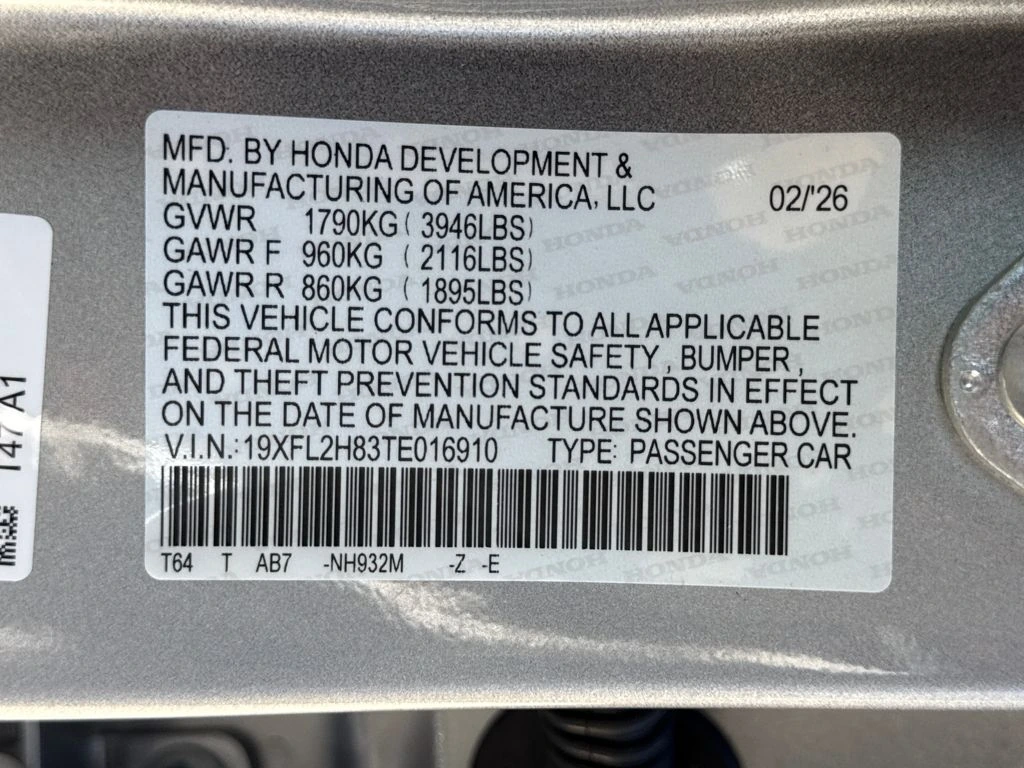 MFD. BY HONDA DEVELOPMENT &
MANUFACTURING OF AMERICA, LLC 02/'26
GVWR 1790KG ( 3946LBS)
GAWR F 960KG ( 2116LBS)
GAWR R 860KG ( 1895LBS)
THIS VEHICLE CONFORMS TO ALL APPLICABLE
FEDERAL MOTOR VEHICLE SAFETY , BUMPER ,
AND THEFT PREVENTION STANDARDS IN EFFECT
ON THE DATE OF MANUFACTURE SHOWN ABOVE.
V.I.N.: 19XFL2H83TE016910 TYPE: PASSENGER CAR
T64 T AB7 -NH932M -Z -E
147A1